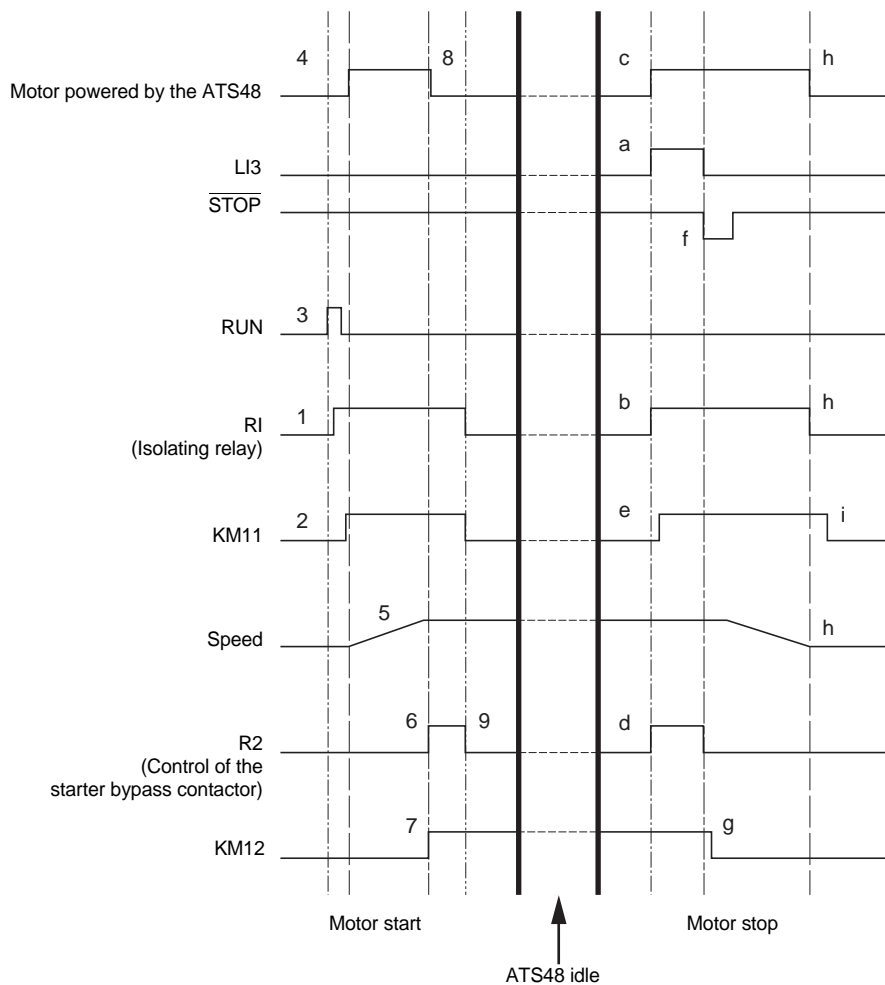 4 8 c h
Motor powered by the ATS48
a
LI3
STOP
f
3
RUN
1 b h
RI
(Isolating relay)
2 e i
KM11
5
Speed h
6 9 d
R2
(Control of the
starter bypass contactor)
7 g
KM12
Motor start Motor stop
ATS48 idle